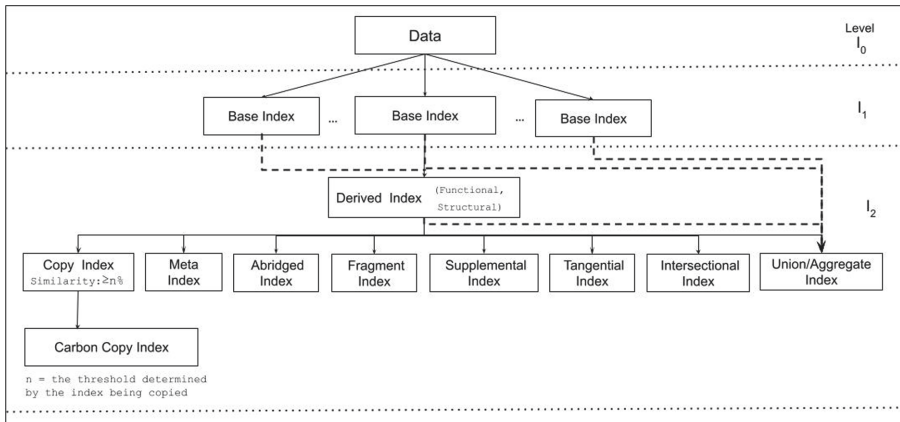 Level
Data
I0
Base Index
...
Base Index
...
Base Index
I1
Derived Index
(Functional,
Structural)
I2
Copy Index
Similarity:≥n%
Meta
Index
Abridged
Index
Fragment
Index
Supplemental
Index
Tangential
Index
Intersectional
Index
Union/Aggregate
Index
Carbon Copy Index
n = the threshold determined
by the index being copied